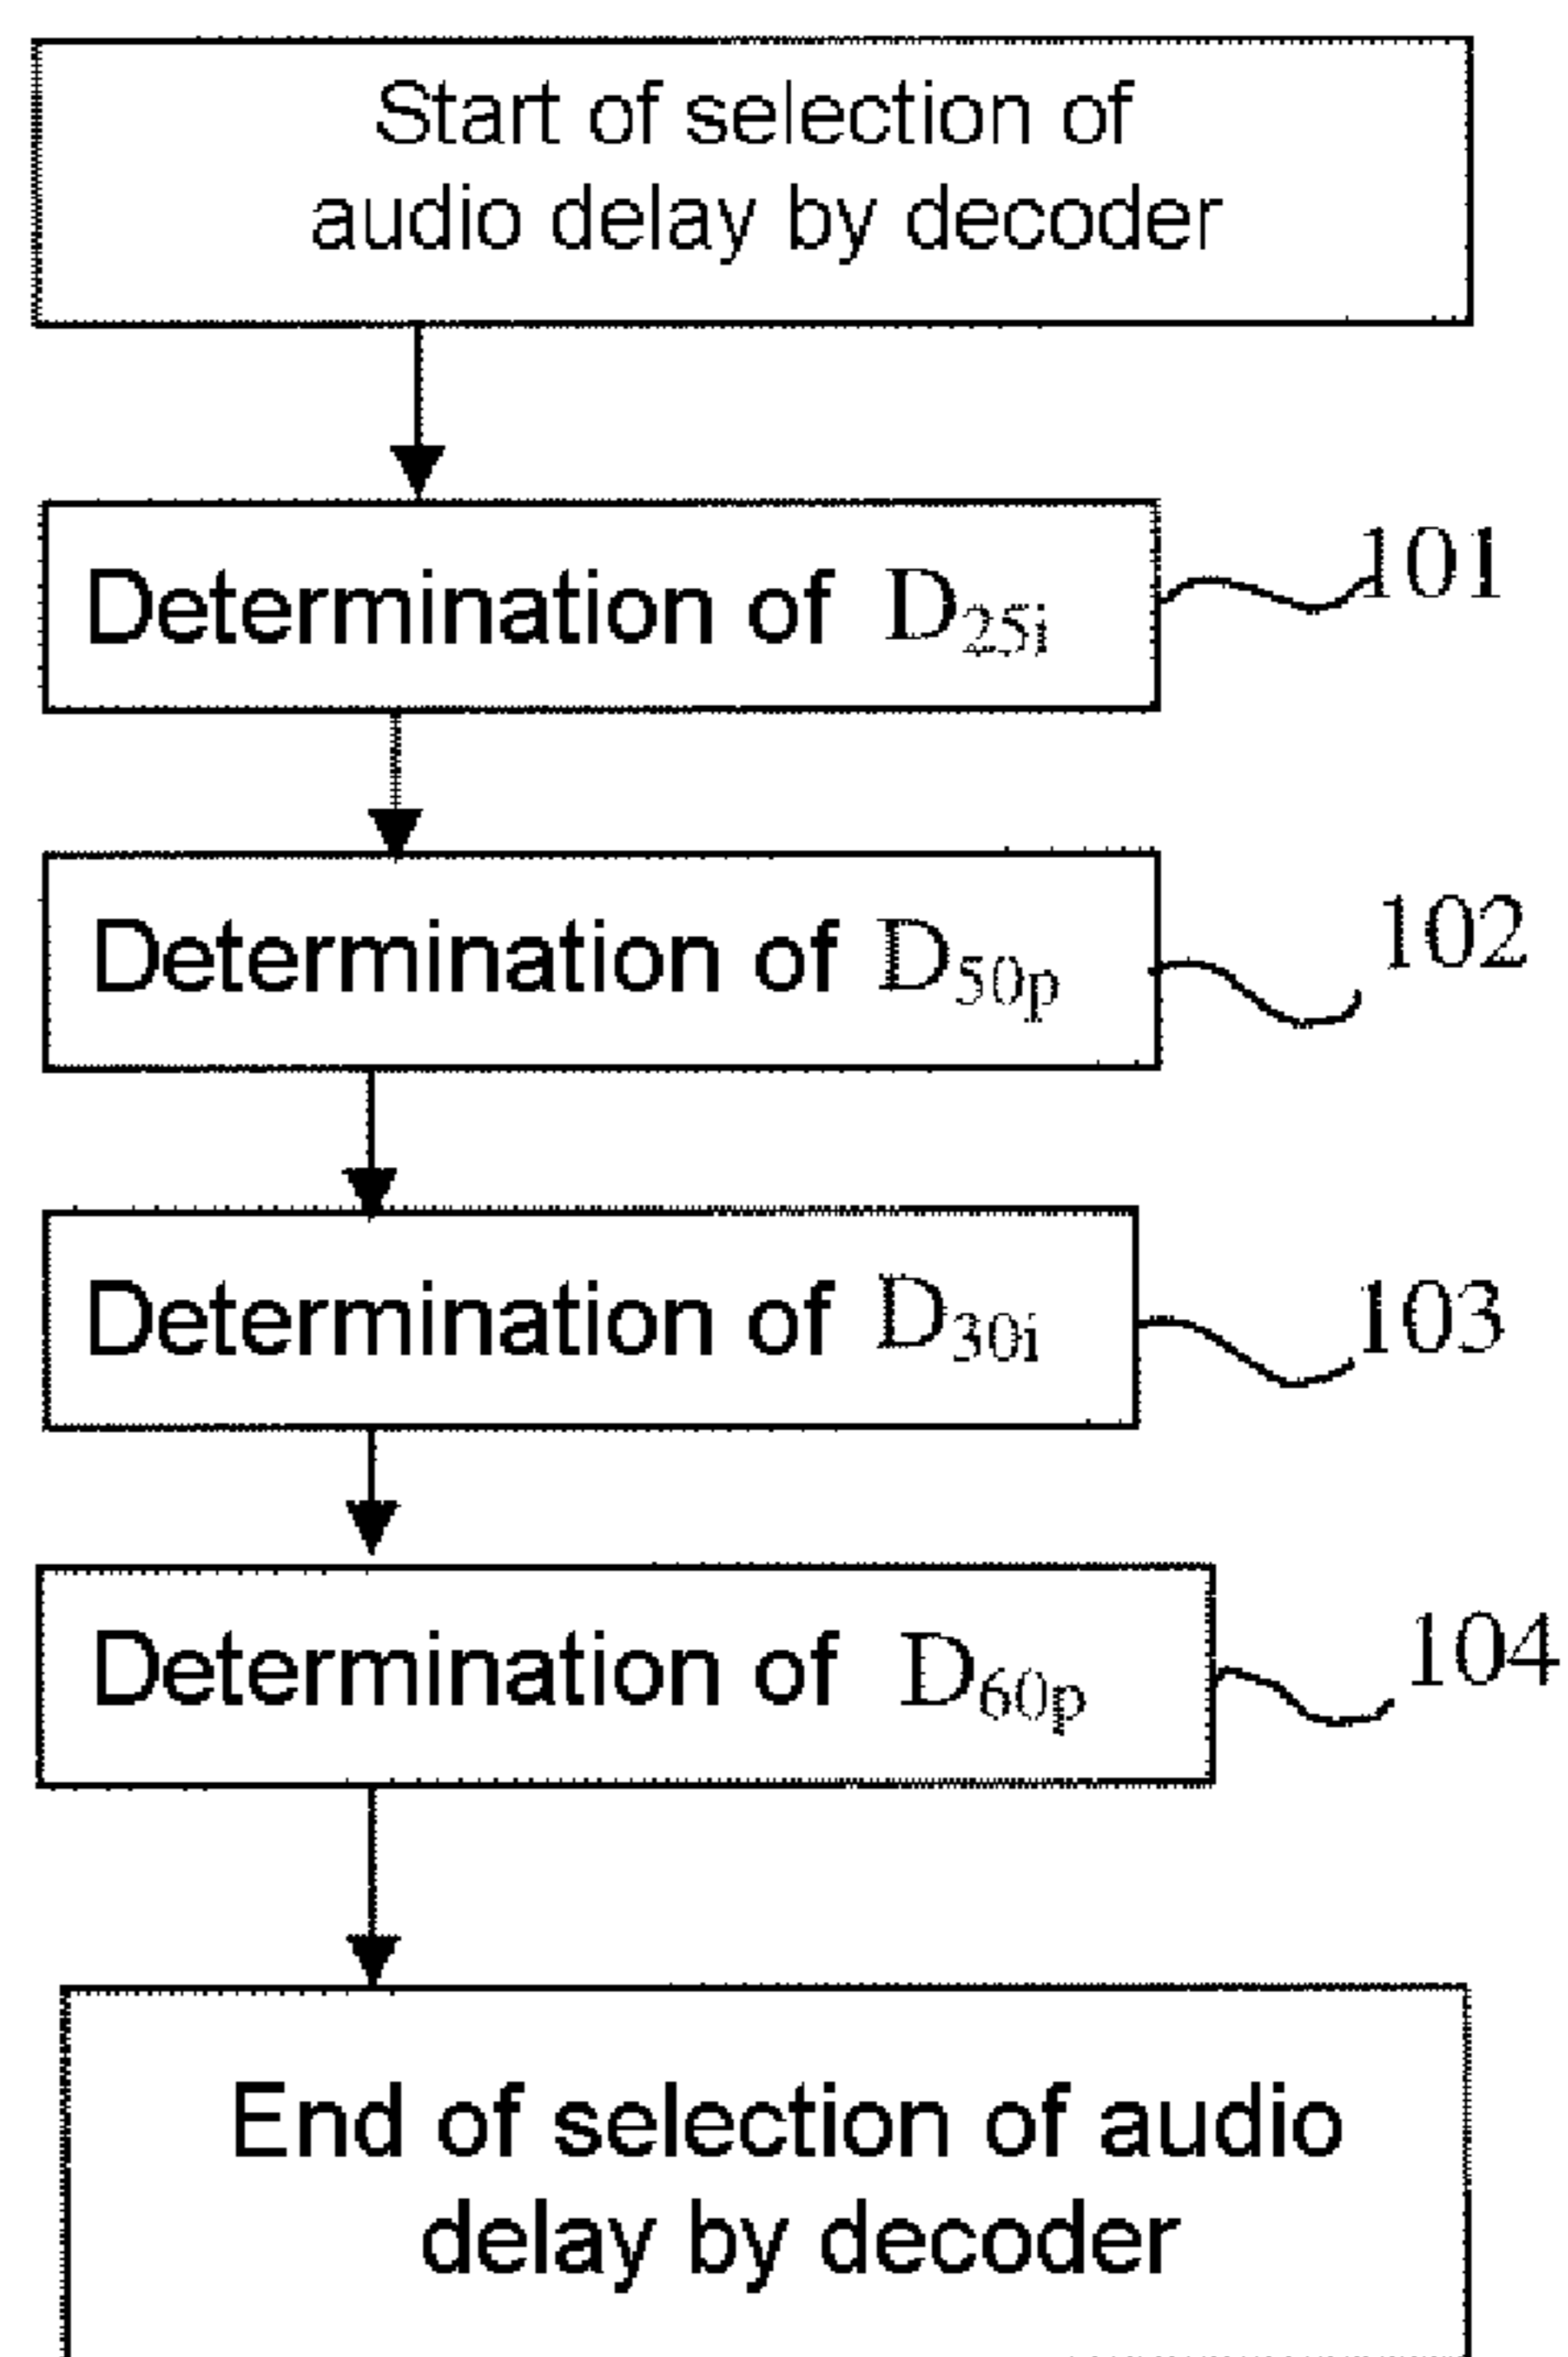 Start of selection of
audio delay by decoder
Determination of D25i
101
Determination of D50p
102
Determination of D30i
103
Determination of D60p
104
End of selection of audio
delay by decoder